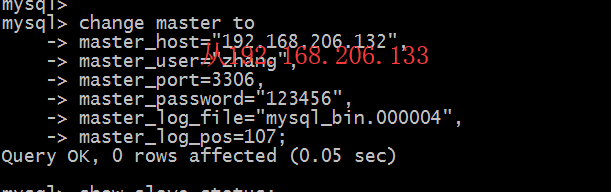 mysql>
mysql> change master to
    -> master_host="192.168.206.132",
    -> master_user="zhang",
从192.168.206.133
    -> master_port=3306,
    -> master_password="123456",
    -> master_log_file="mysql_bin.000004",
    -> master_log_pos=107;
Query OK, 0 rows affected (0.05 sec)
mysql> show slave status;